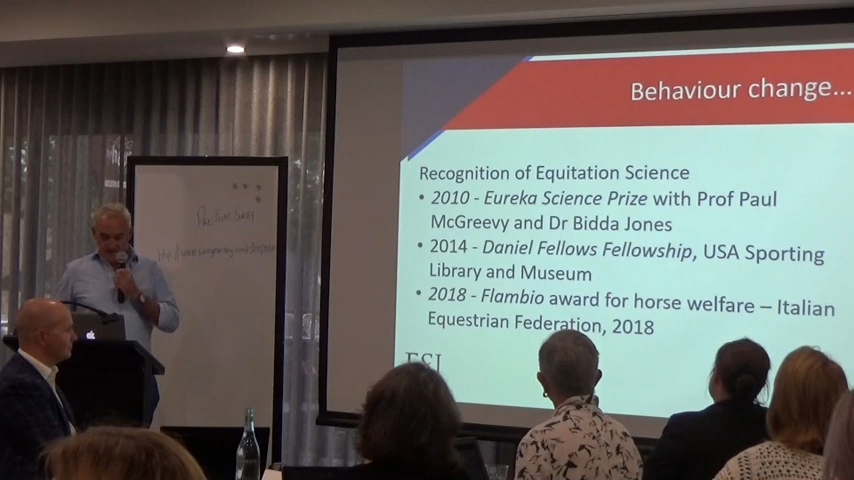 Behaviour change...
Recognition of Equitation Science
• 2010 - Eureka Science Prize with Prof Paul
McGreevy and Dr Bidda Jones
• 2014 - Daniel Fellows Fellowship, USA Sporting
Library and Museum
• 2018 - Flambio award for horse welfare – Italian
Equestrian Federation, 2018